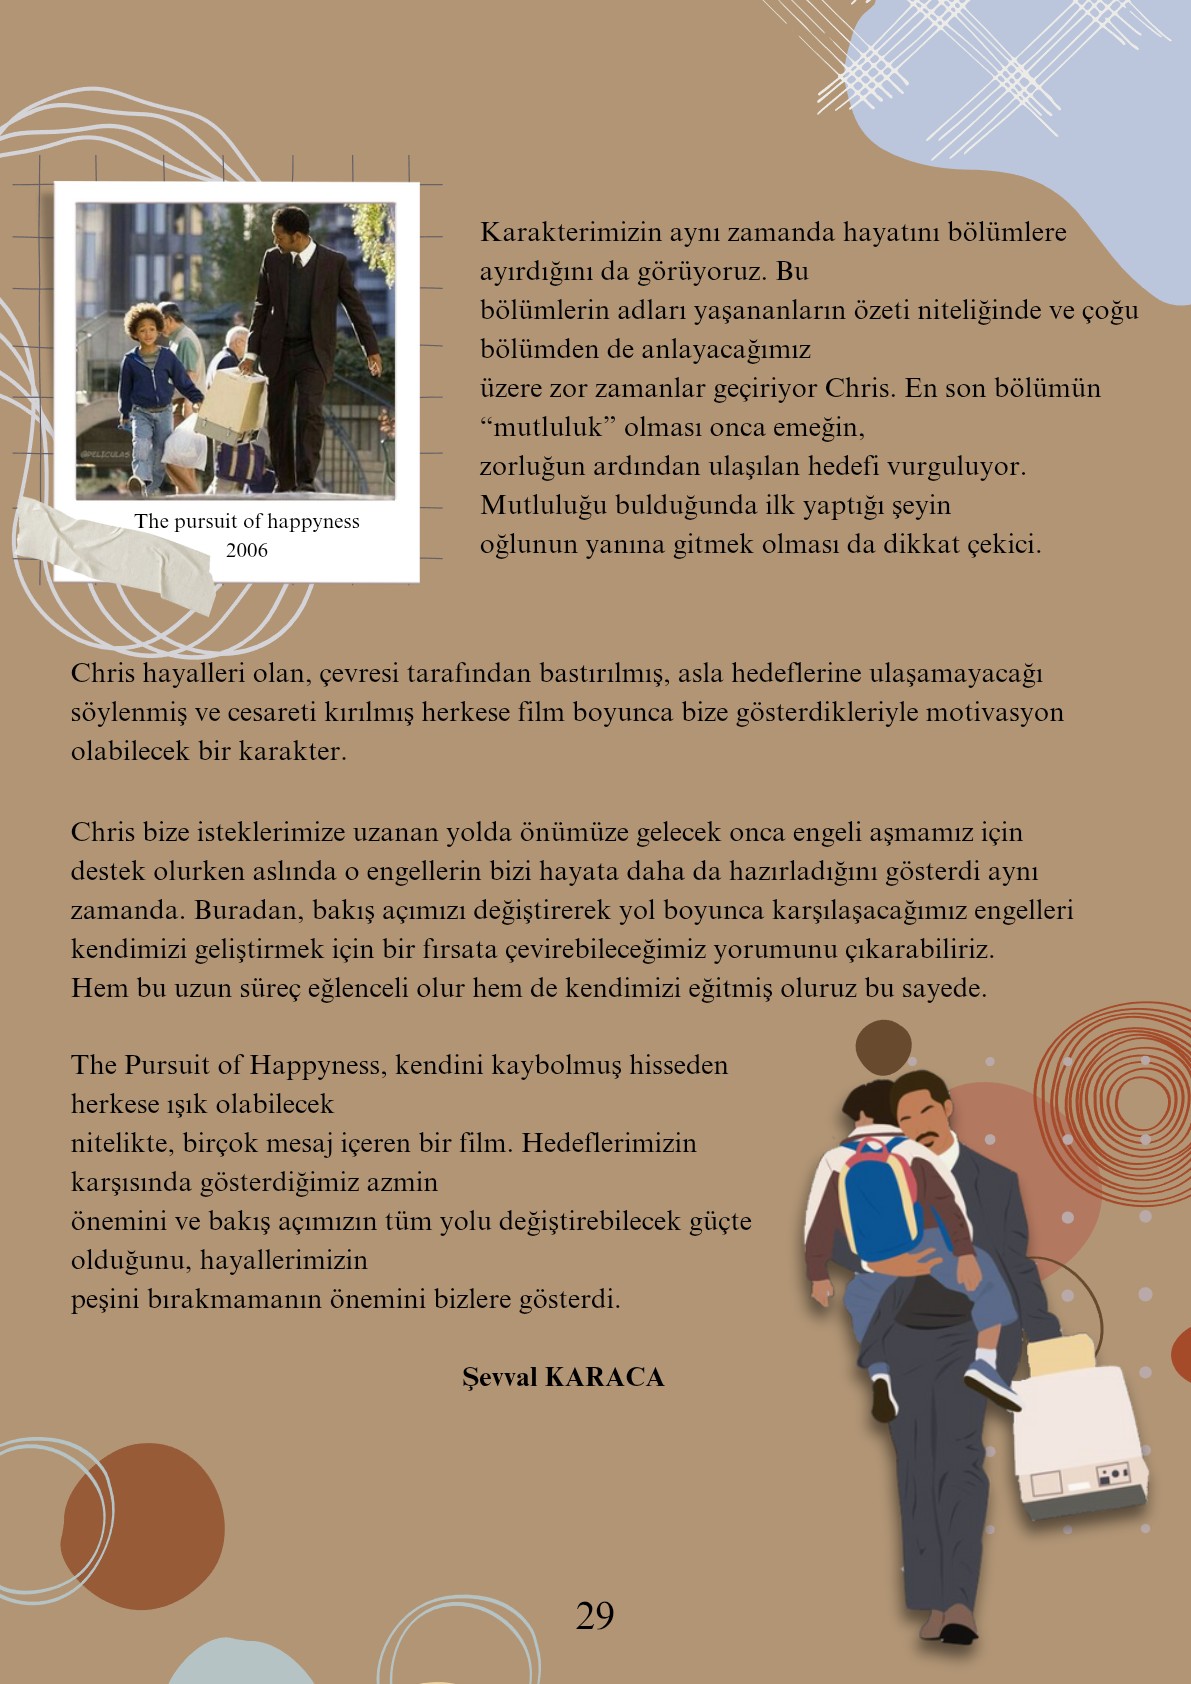 Karakterimizin aynı zamanda hayatını bölümlere
ayırdığını da görüyoruz. Bu
bölümlerin adları yaşananların özeti niteliğinde ve çoğu
bölümden de anlayacağımız
üzere zor zamanlar geçiriyor Chris. En son bölümün
“mutluluk” olması onca emeğin,
zorluğun ardından ulaşılan hedefi vurguluyor.
Mutluluğu bulduğunda ilk yaptığı şeyin
oğlunun yanına gitmek olması da dikkat çekici.
@PELICULAS
The pursuit of happyness
2006
Chris hayalleri olan, çevresi tarafından bastırılmış, asla hedeflerine ulaşamayacağı
söylenmiş ve cesareti kırılmış herkese film boyunca bize gösterdikleriyle motivasyon
olabilecek bir karakter.
Chris bize isteklerimize uzanan yolda önümüze gelecek onca engeli aşmamız için
destek olurken aslında o engellerin bizi hayata daha da hazırladığını gösterdi aynı
zamanda. Buradan, bakış açımızı değiştirerek yol boyunca karşılaşacağımız engelleri
kendimizi geliştirmek için bir fırsata çevirebileceğimiz yorumunu çıkarabiliriz.
Hem bu uzun süreç eğlenceli olur hem de kendimizi eğitmiş oluruz bu sayede.
The Pursuit of Happyness, kendini kaybolmuş hisseden
herkese ışık olabilecek
nitelikte, birçok mesaj içeren bir film. Hedeflerimizin
karşısında gösterdiğimiz azmin
önemini ve bakış açımızın tüm yolu değiştirebilecek güçte
olduğunu, hayallerimizin
peşini bırakmamanın önemini bizlere gösterdi.
Şevval KARACA
29